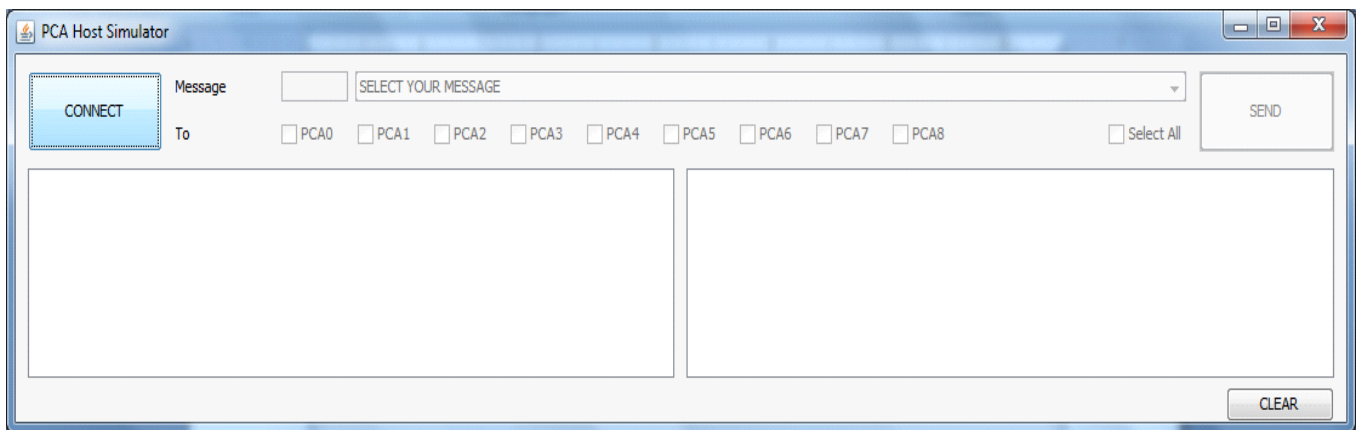 PCA Host Simulator
CONNECT
Message
SELECT YOUR MESSAGE
SEND
To
PCA0 PCA1 PCA2 PCA3 PCA4 PCA5 PCA6 PCA7 PCA8 Select All
CLEAR